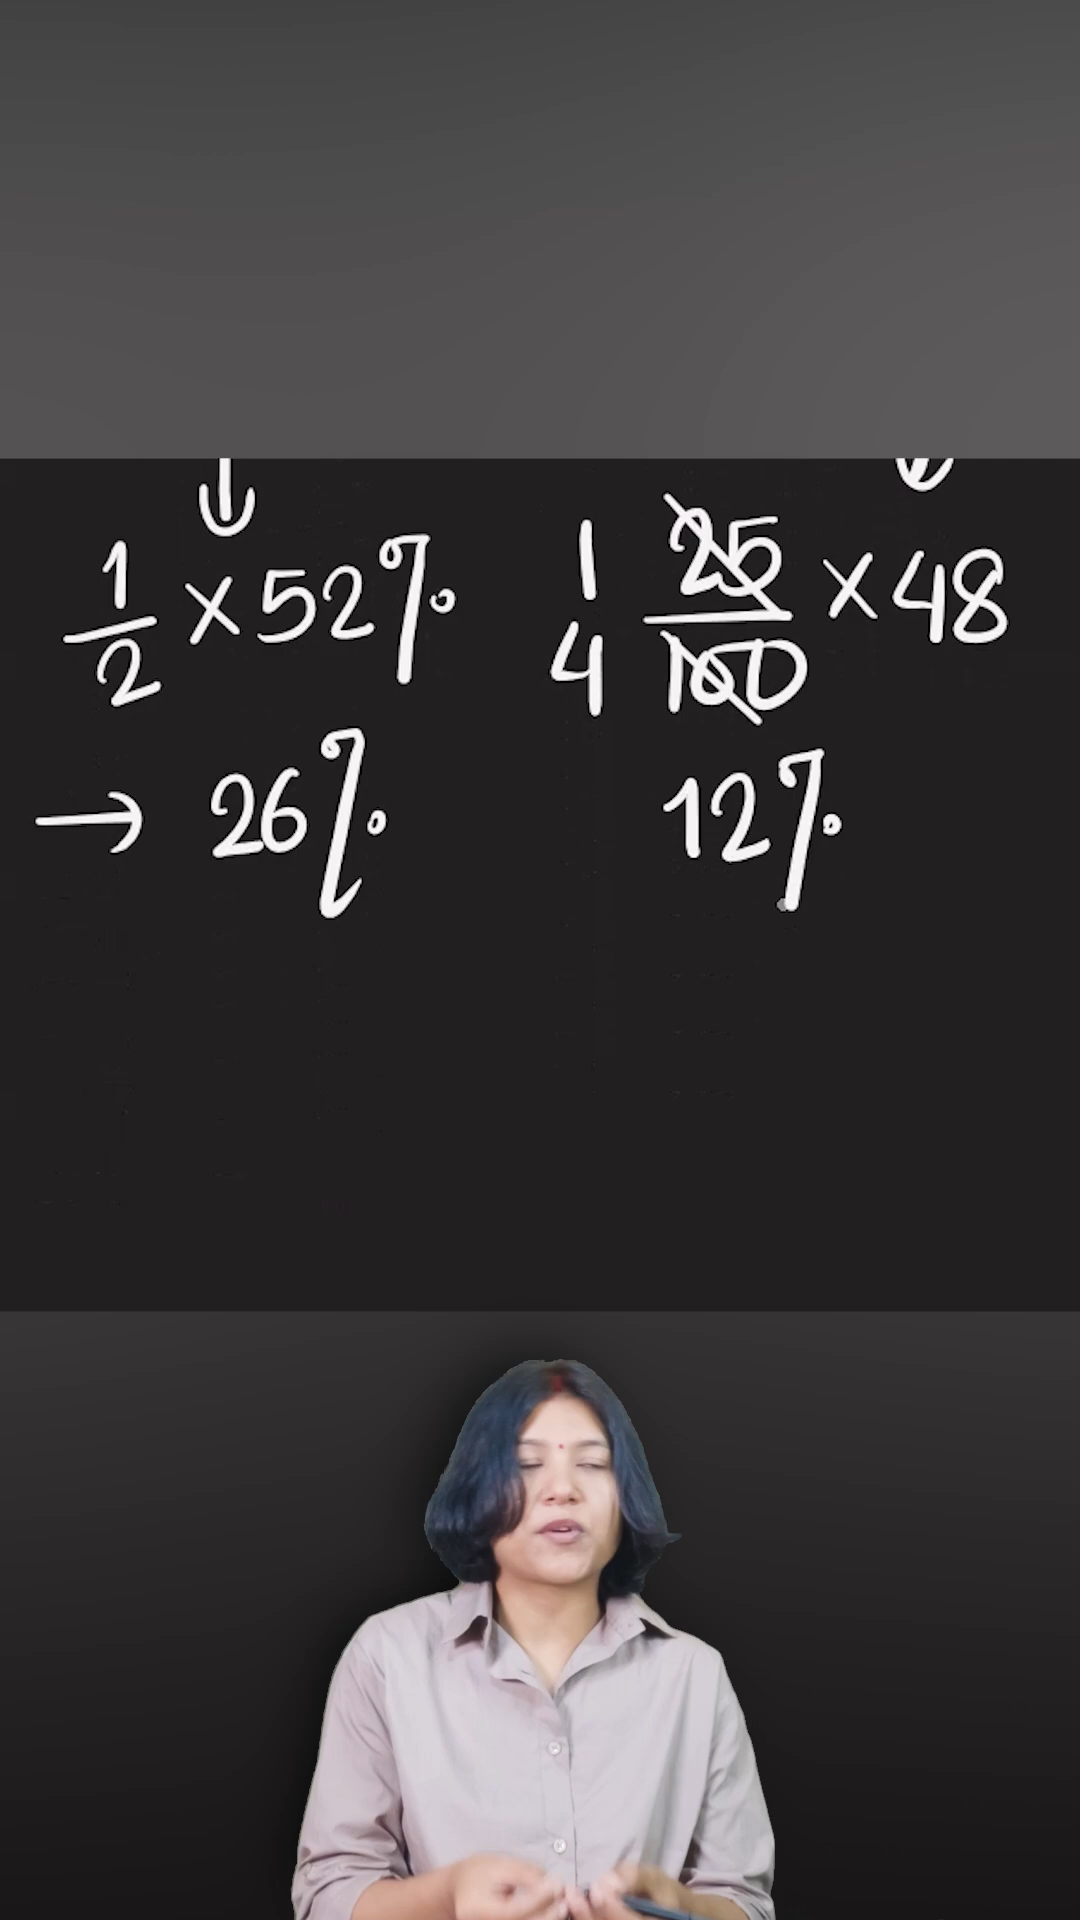 1/2 × 52%
→ 26%
1/4 25/100 × 48
12%